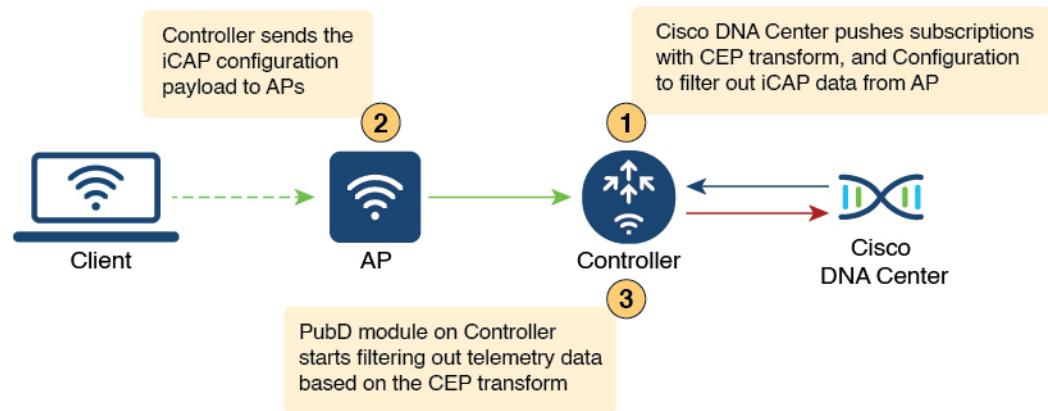 Controller sends the
iCAP configuration
payload to APs
2
Cisco DNA Center pushes subscriptions
with CEP transform, and Configuration
to filter out iCAP data from AP
1
Client
AP
Controller
Cisco
DNA Center
3
PubD module on Controller
starts filtering out telemetry data
based on the CEP transform